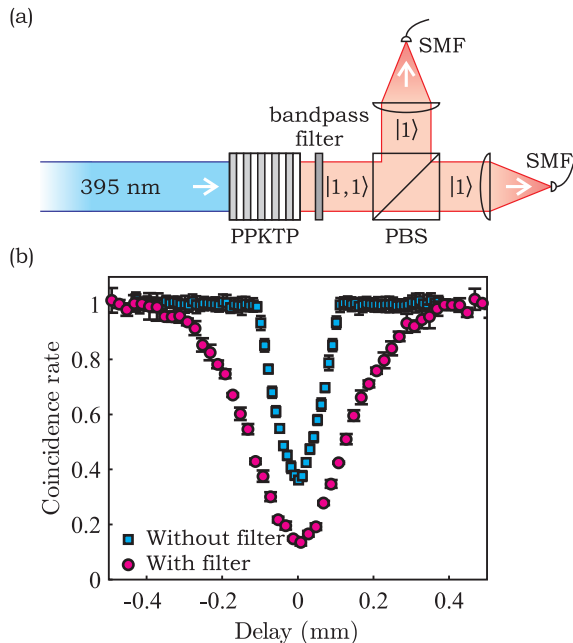 (a)
SMF
bandpass
filter
|1⟩
SMF
395 nm
|1,1⟩
|1⟩
PPKTP
PBS
(b)
1
0.8
0.6
0.4
0.2
0
Coincidence rate
Without filter
With filter
-0.4
-0.2
0
0.2
0.4
Delay (mm)